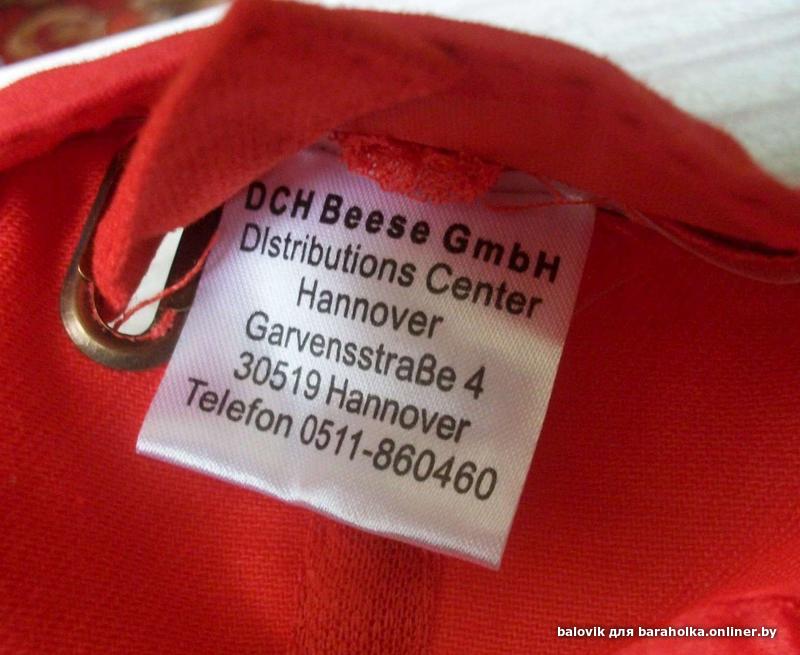 DCH Beese GmbH
DIstributions Center
Hannover
Garvensstraße 4
30519 Hannover
Telefon 0511-860460
balovik для baraholka.onliner.by